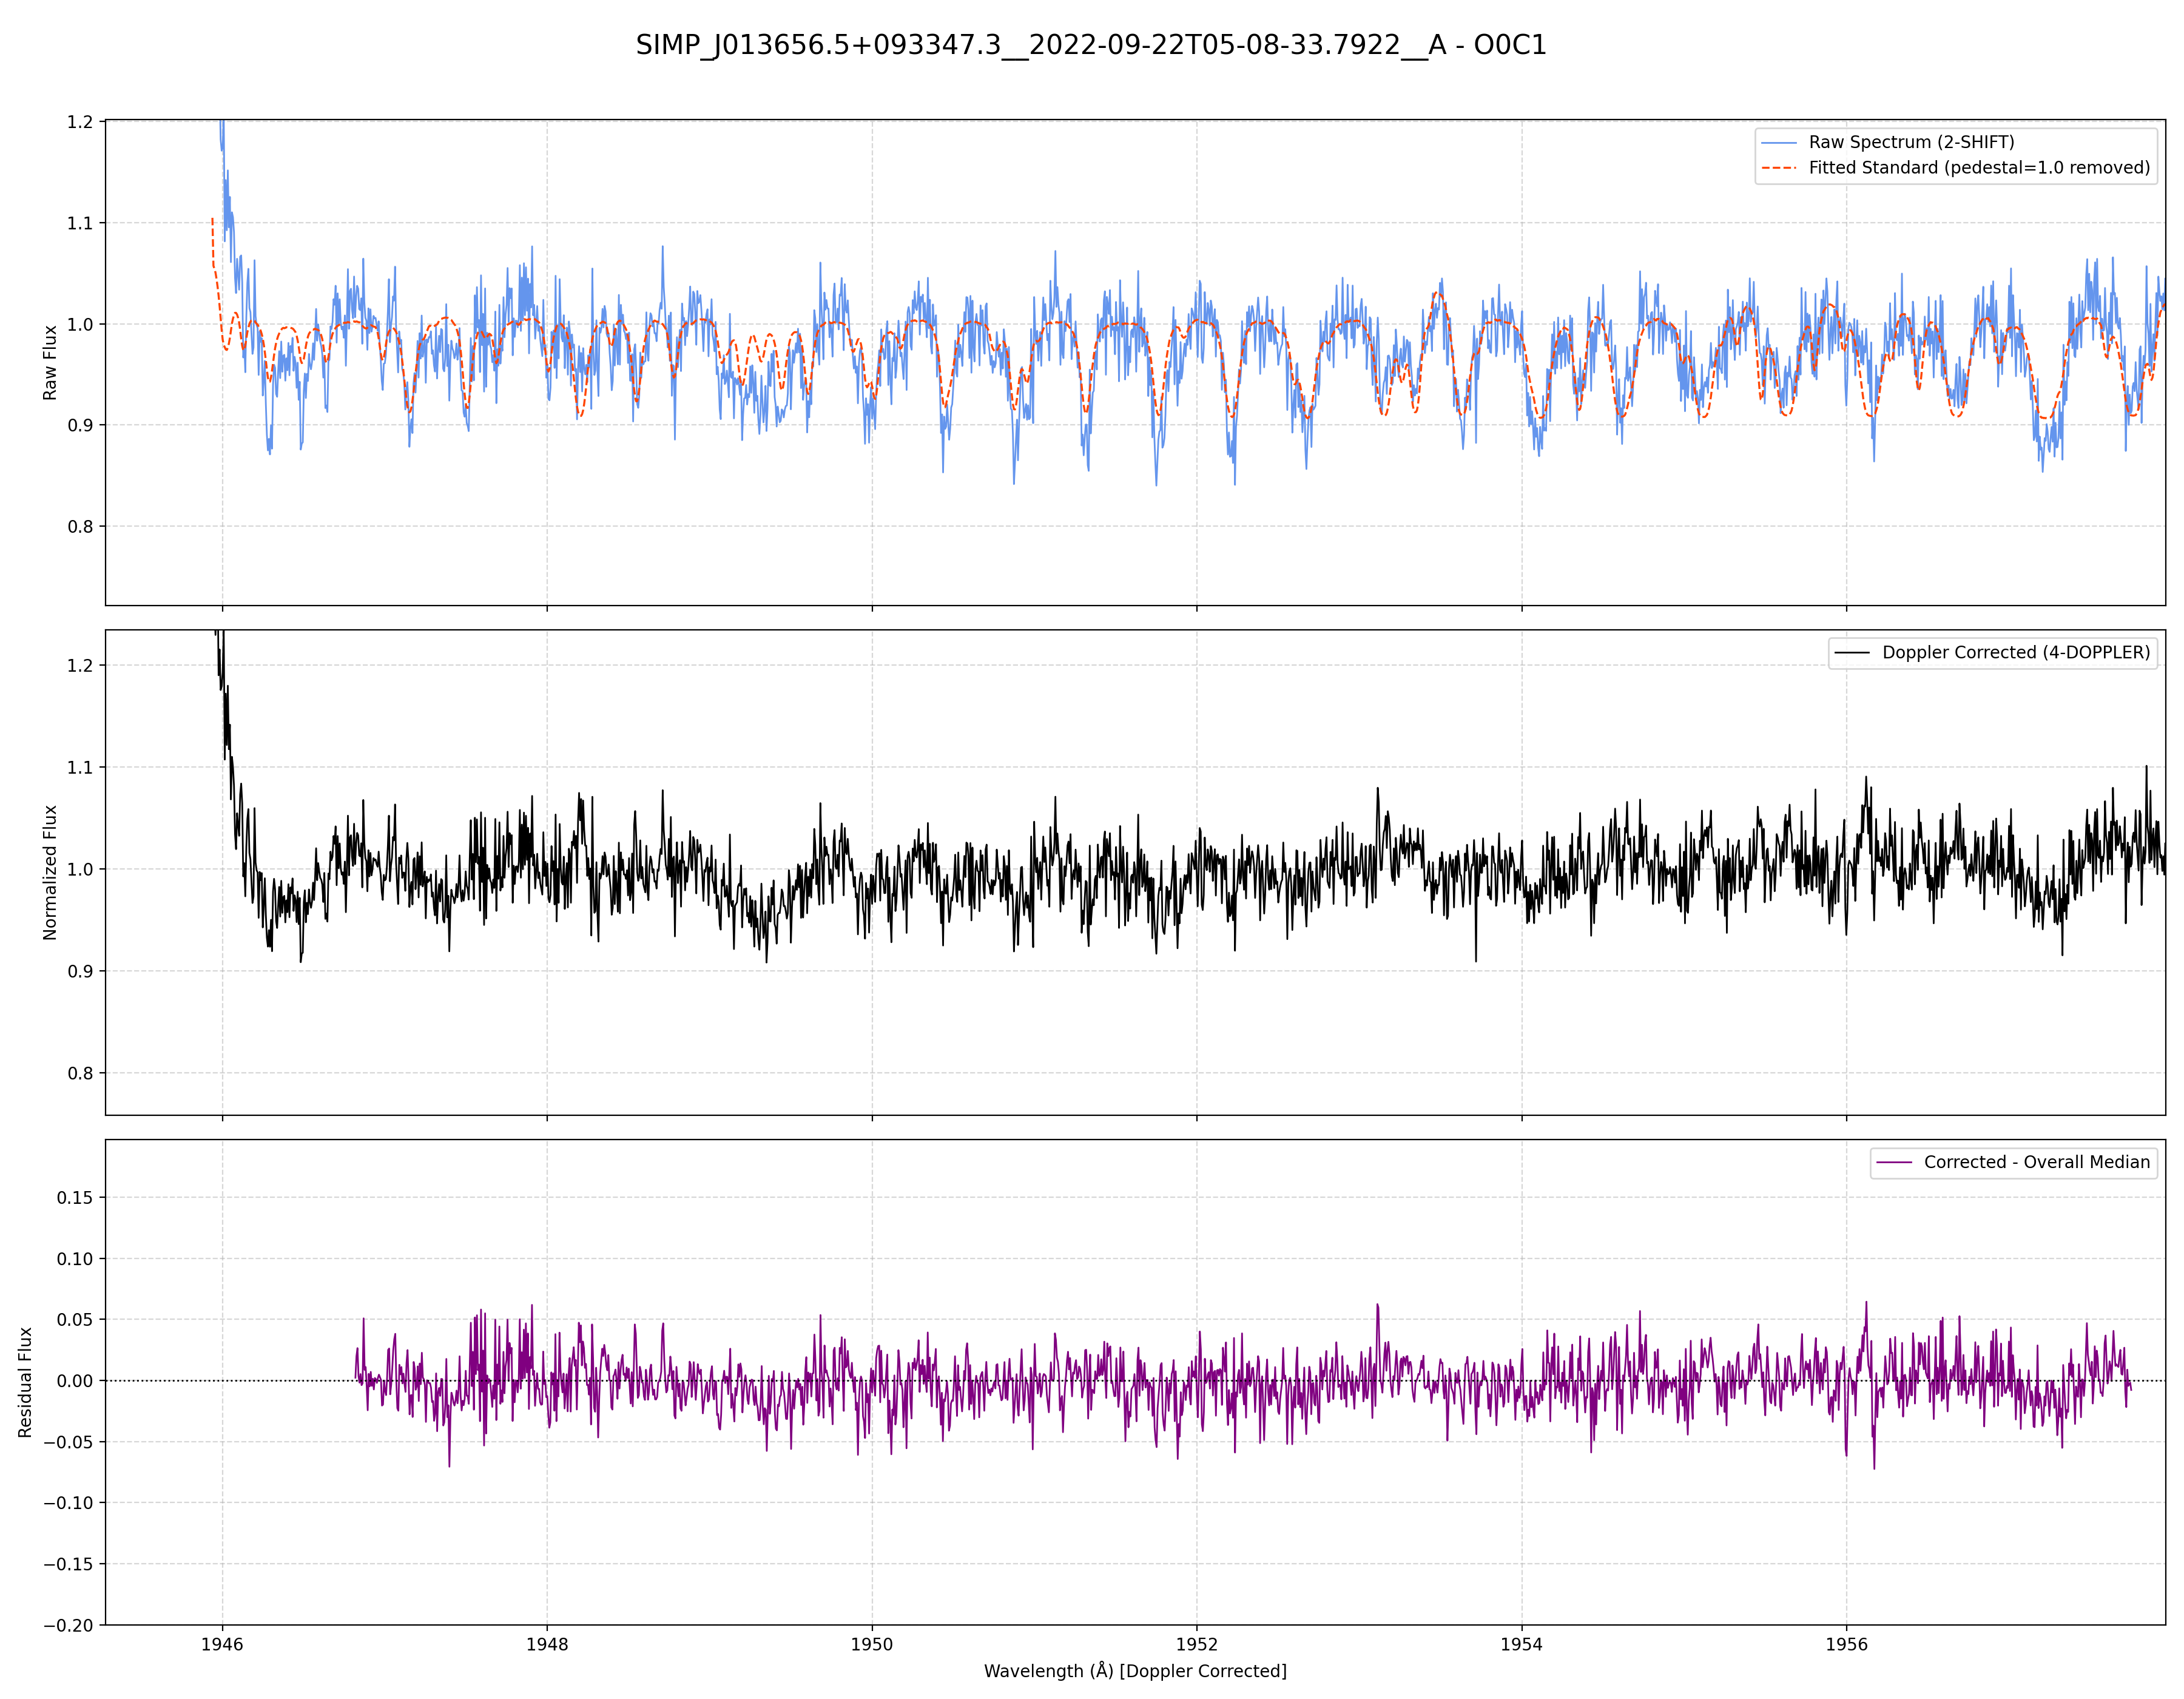 SIMP_J013656.5+093347.3__2022-09-22T05-08-33.7922__A - O0C1
1.2
1.1
1.0
0.9
0.8
Raw Flux
Raw Spectrum (2-SHIFT)
Fitted Standard (pedestal=1.0 removed)
1.2
1.1
1.0
0.9
0.8
Normalized Flux
Doppler Corrected (4-DOPPLER)
0.15
0.10
0.05
0.00
−0.05
−0.10
−0.15
−0.20
Residual Flux
Corrected - Overall Median
1946 1948 1950 1952 1954 1956
Wavelength (Å) [Doppler Corrected]